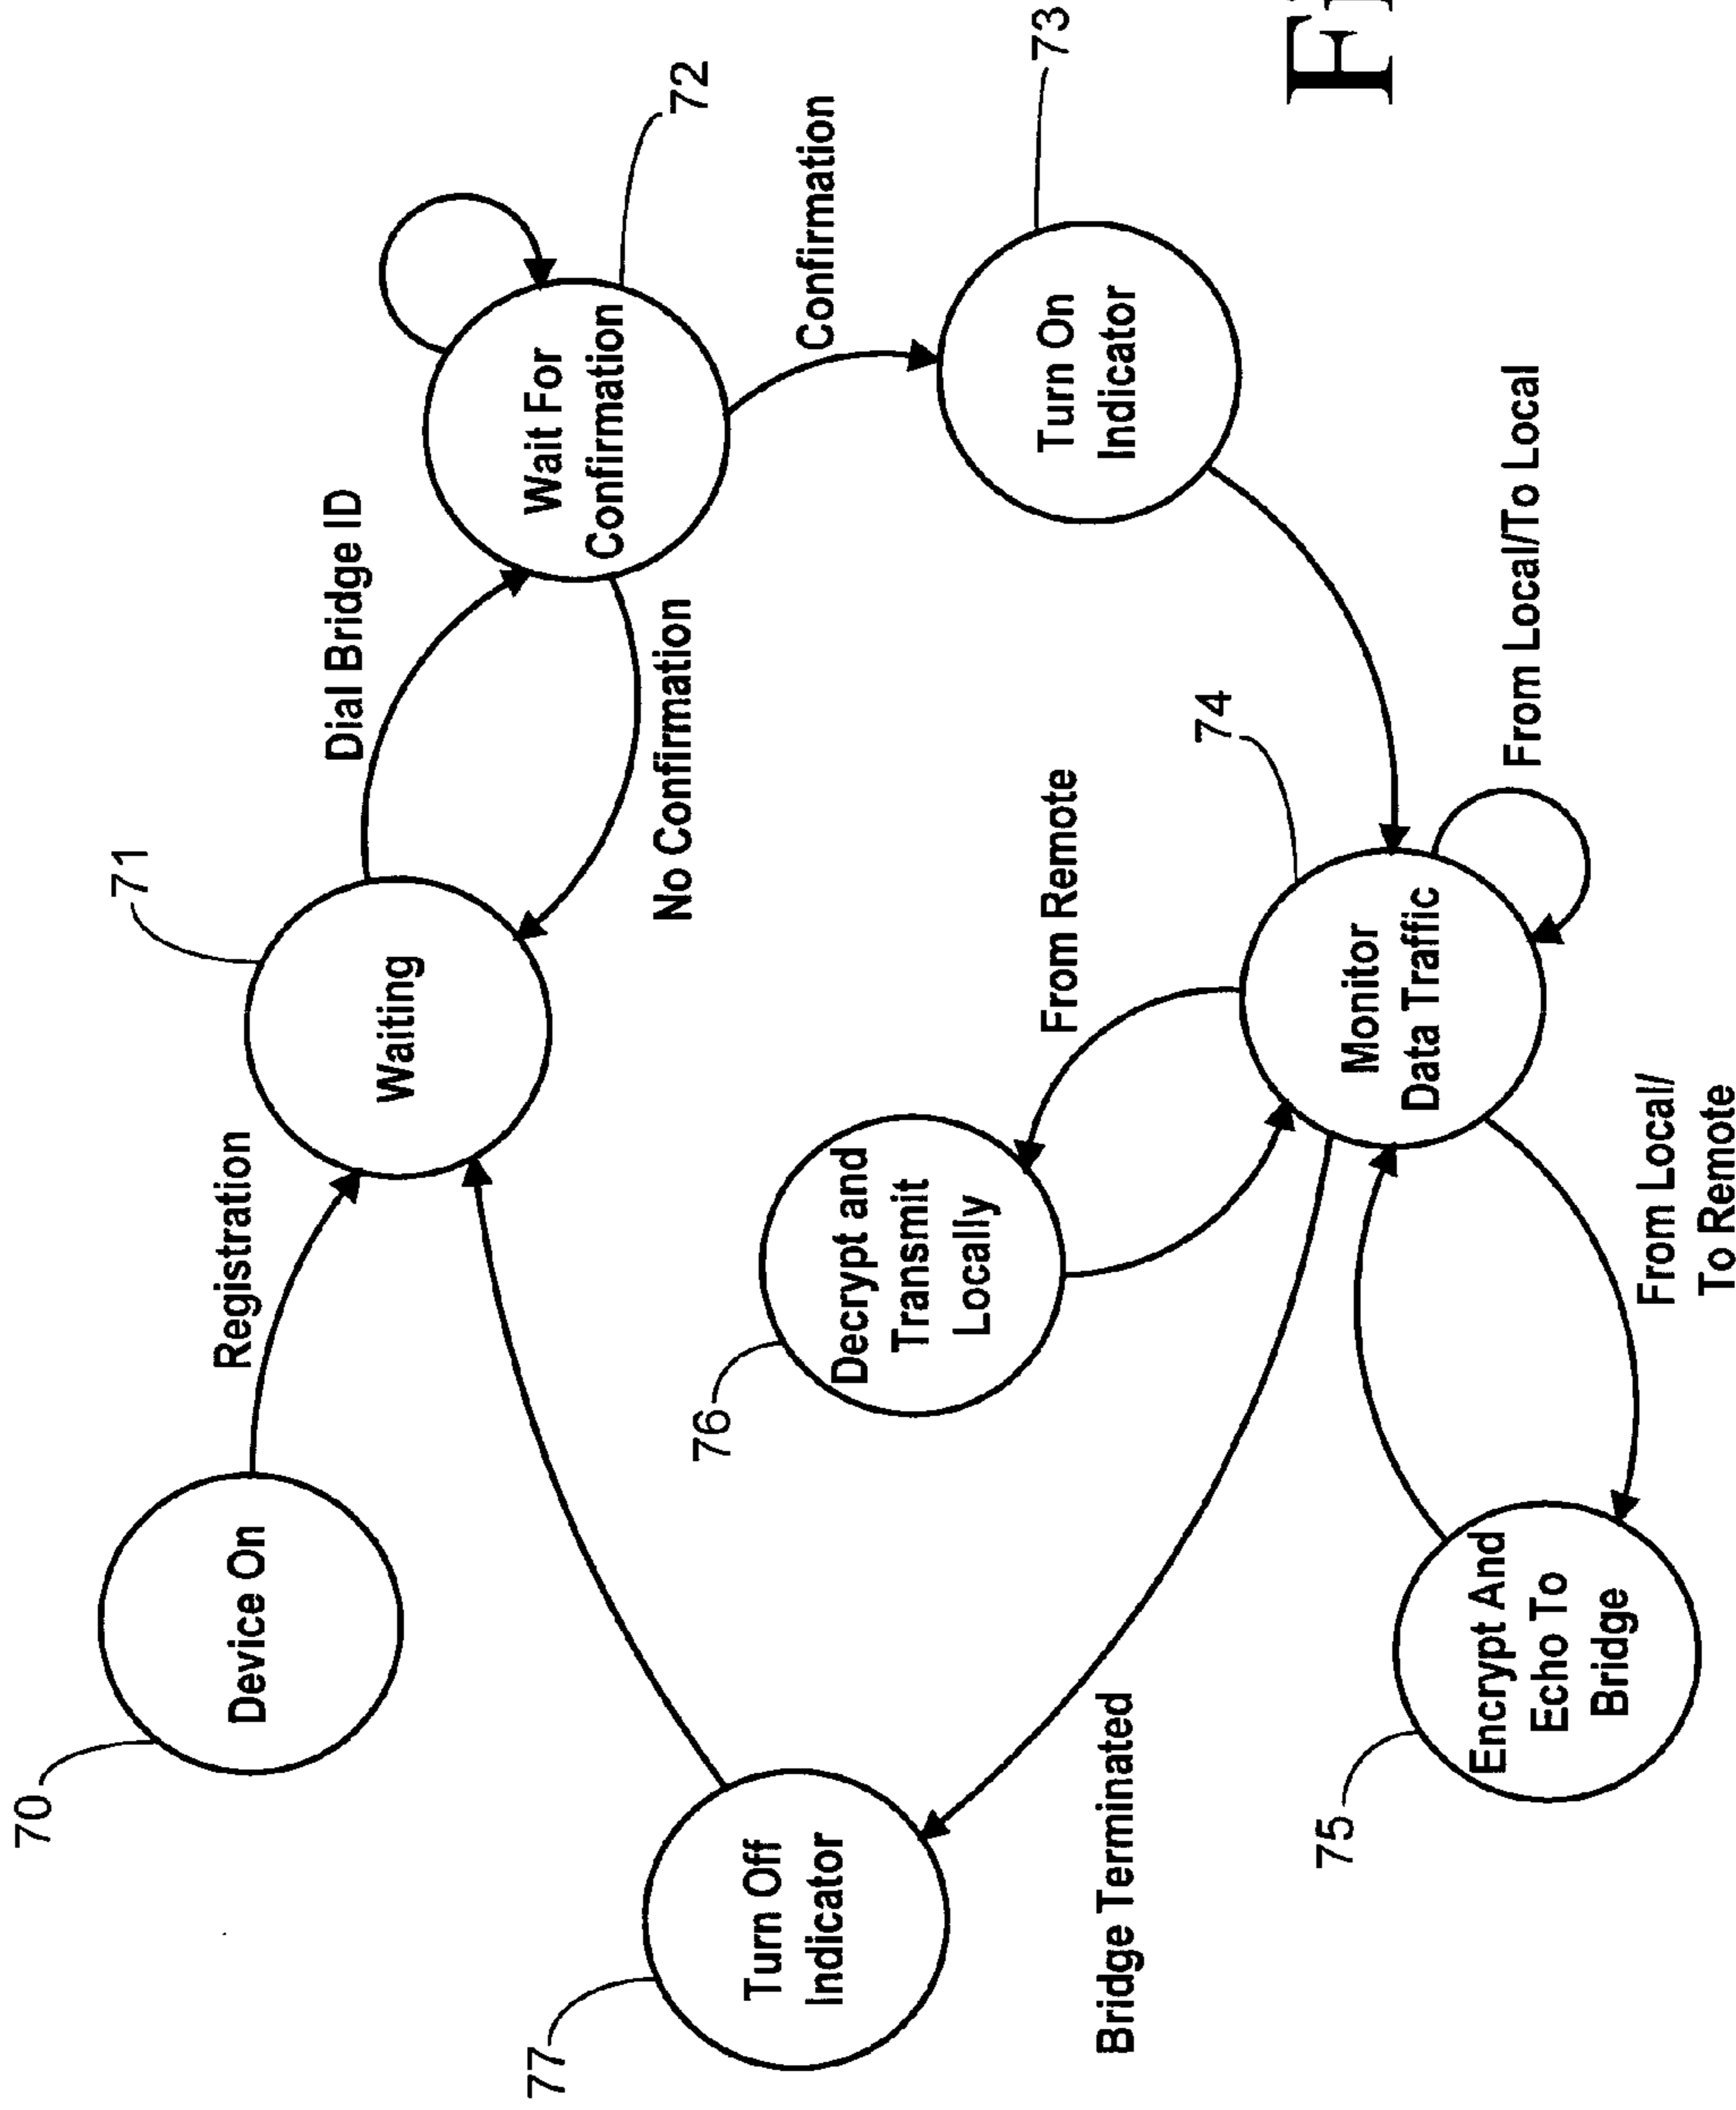 70
Device On
Registration
71
Waiting
Dial Bridge ID
No Confirmation
72
Wait For
Confirmation
Confirmation
73
Turn On
Indicator
77
Turn Off
Indicator
76
Decrypt and
Transmit
Locally
From Remote
74
Monitor
Data Traffic
From Local/To Local
Bridge Terminated
75
Encrypt And
Echo To
Bridge
From Local/
To Remote